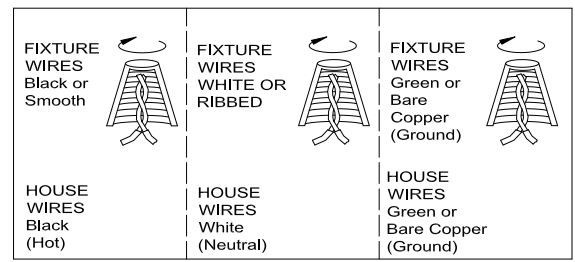 FIXTURE
WIRES
Black or
Smooth
HOUSE
WIRES
Black
(Hot)
FIXTURE
WIRES
WHITE OR
RIBBED
HOUSE
WIRES
White
(Neutral)
FIXTURE
WIRES
Green or
Bare
Copper
(Ground)
HOUSE
WIRES
Green or
Bare Copper
(Ground)